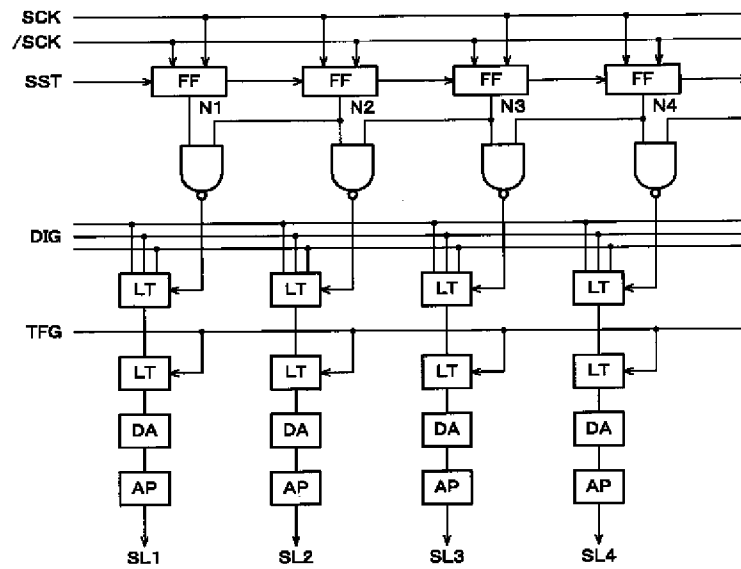 SCK
/SCK
SST FF FF FF FF
N1 N2 N3 N4
DIG
LT LT LT LT
TFG
LT LT LT LT
DA DA DA DA
AP AP AP AP
SL1 SL2 SL3 SL4